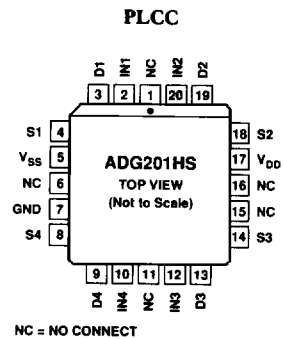 PLCC
D1 IN1 NC IN2 D2
3 2 1 20 19
S1 4 18 S2
VSS 5 17 VDD
NC 6 16 NC
GND 7 15 NC
S4 8 14 S3
ADG201HS
TOP VIEW
(Not to Scale)
9 10 11 12 13
D4 IN4 NC IN3 D3
NC = NO CONNECT